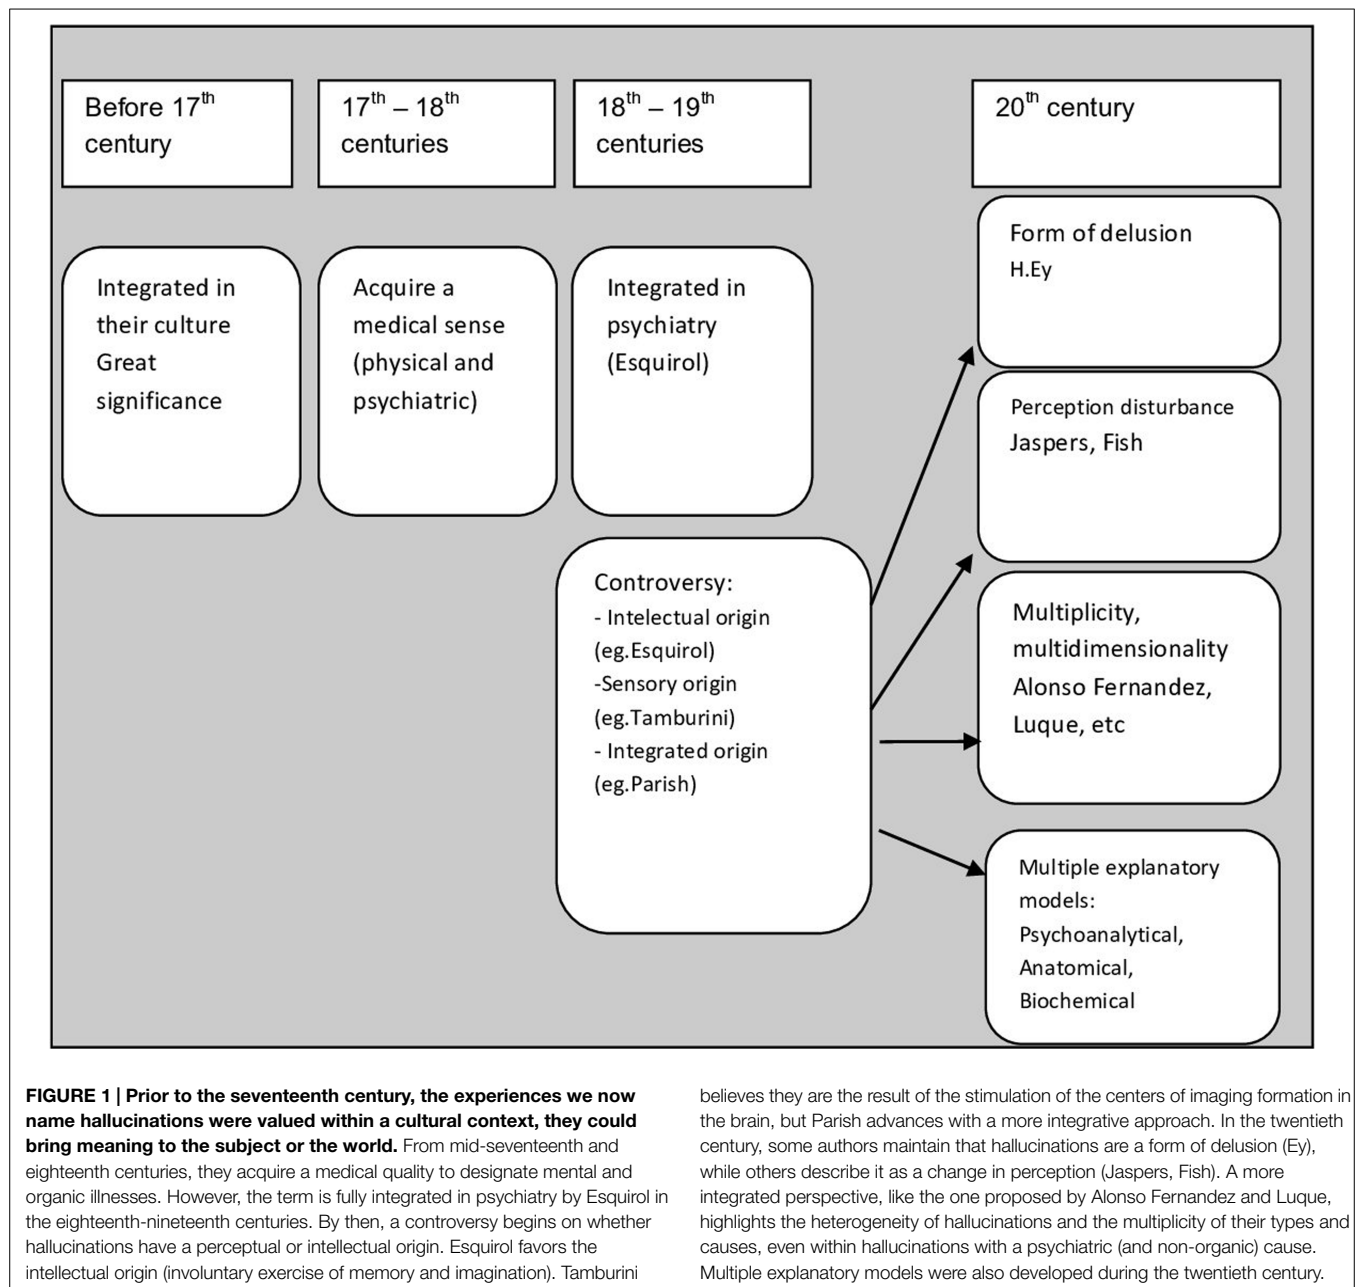 Before 17th
century
17th – 18th
centuries
18th – 19th
centuries
20th century
Integrated in
their culture
Great
significance
Acquire a
medical sense
(physical and
psychiatric)
Integrated in
psychiatry
(Esquirol)
Controversy:
- Intelectual origin
(eg.Esquirol)
-Sensory origin
(eg.Tamburini)
- Integrated origin
(eg.Parish)
Form of delusion
H.Ey
Perception disturbance
Jaspers, Fish
Multiplicity,
multidimensionality
Alonso Fernandez,
Luque, etc
Multiple explanatory
models:
Psychoanalytical,
Anatomical,
Biochemical
FIGURE 1 | Prior to the seventeenth century, the experiences we now
name hallucinations were valued within a cultural context, they could
bring meaning to the subject or the world. From mid-seventeenth and
eighteenth centuries, they acquire a medical quality to designate mental and
organic illnesses. However, the term is fully integrated in psychiatry by Esquirol in
the eighteenth-nineteenth centuries. By then, a controversy begins on whether
hallucinations have a perceptual or intellectual origin. Esquirol favors the
intellectual origin (involuntary exercise of memory and imagination). Tamburini
believes they are the result of the stimulation of the centers of imaging formation in
the brain, but Parish advances with a more integrative approach. In the twentieth
century, some authors maintain that hallucinations are a form of delusion (Ey),
while others describe it as a change in perception (Jaspers, Fish). A more
integrated perspective, like the one proposed by Alonso Fernandez and Luque,
highlights the heterogeneity of hallucinations and the multiplicity of their types and
causes, even within hallucinations with a psychiatric (and non-organic) cause.
Multiple explanatory models were also developed during the twentieth century.